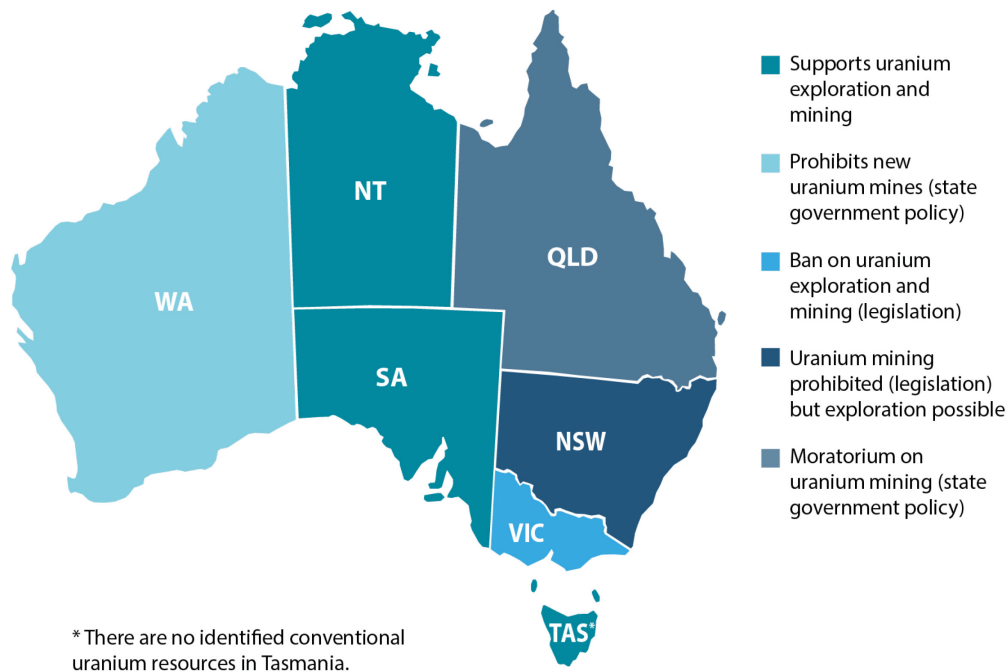 NT
QLD
WA
SA
NSW
VIC
TAS*
* There are no identified conventional
uranium resources in Tasmania.
Supports uranium
exploration and
mining
Prohibits new
uranium mines (state
government policy)
Ban on uranium
exploration and
mining (legislation)
Uranium mining
prohibited (legislation)
but exploration possible
Moratorium on
uranium mining (state
government policy)